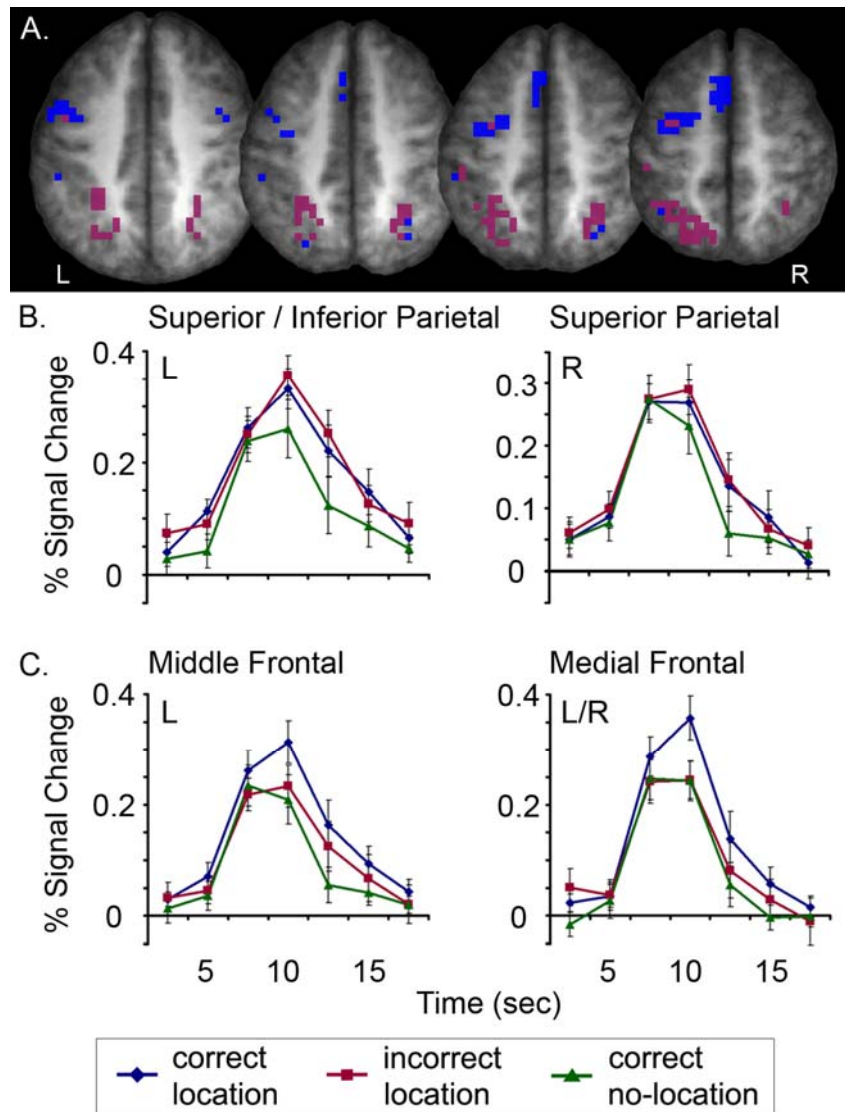 A.
L
R
B.
Superior / Inferior Parietal
Superior Parietal
% Signal Change
0.4
0.2
0
L
0.3
0.1
0
R
C.
Middle Frontal
Medial Frontal
% Signal Change
0.4
0.2
0
L
0.4
0.2
0
L/R
5
10
15
5
10
15
Time (sec)
correct
location
incorrect
location
correct
no-location